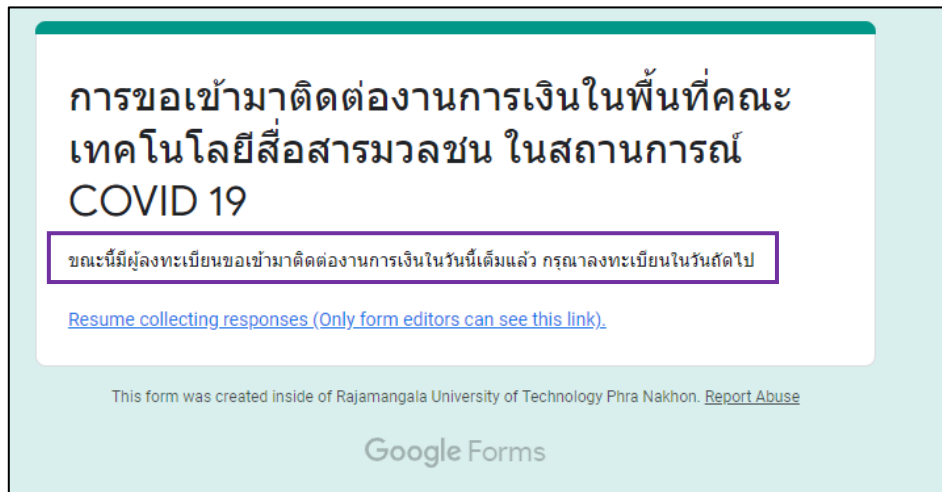 การขอเข้ามาติดต่องานการเงินในพื้นที่คณะ
เทคโนโลยีสื่อสารมวลชน ในสถานการณ์
COVID 19
ขณะนี้มีผู้ลงทะเบียนขอเข้ามาติดต่องานการเงินในวันนี้เต็มแล้ว กรุณาลงทะเบียนในวันถัดไป
Resume collecting responses (Only form editors can see this link).
This form was created inside of Rajamangala University of Technology Phra Nakhon. Report Abuse
Google Forms